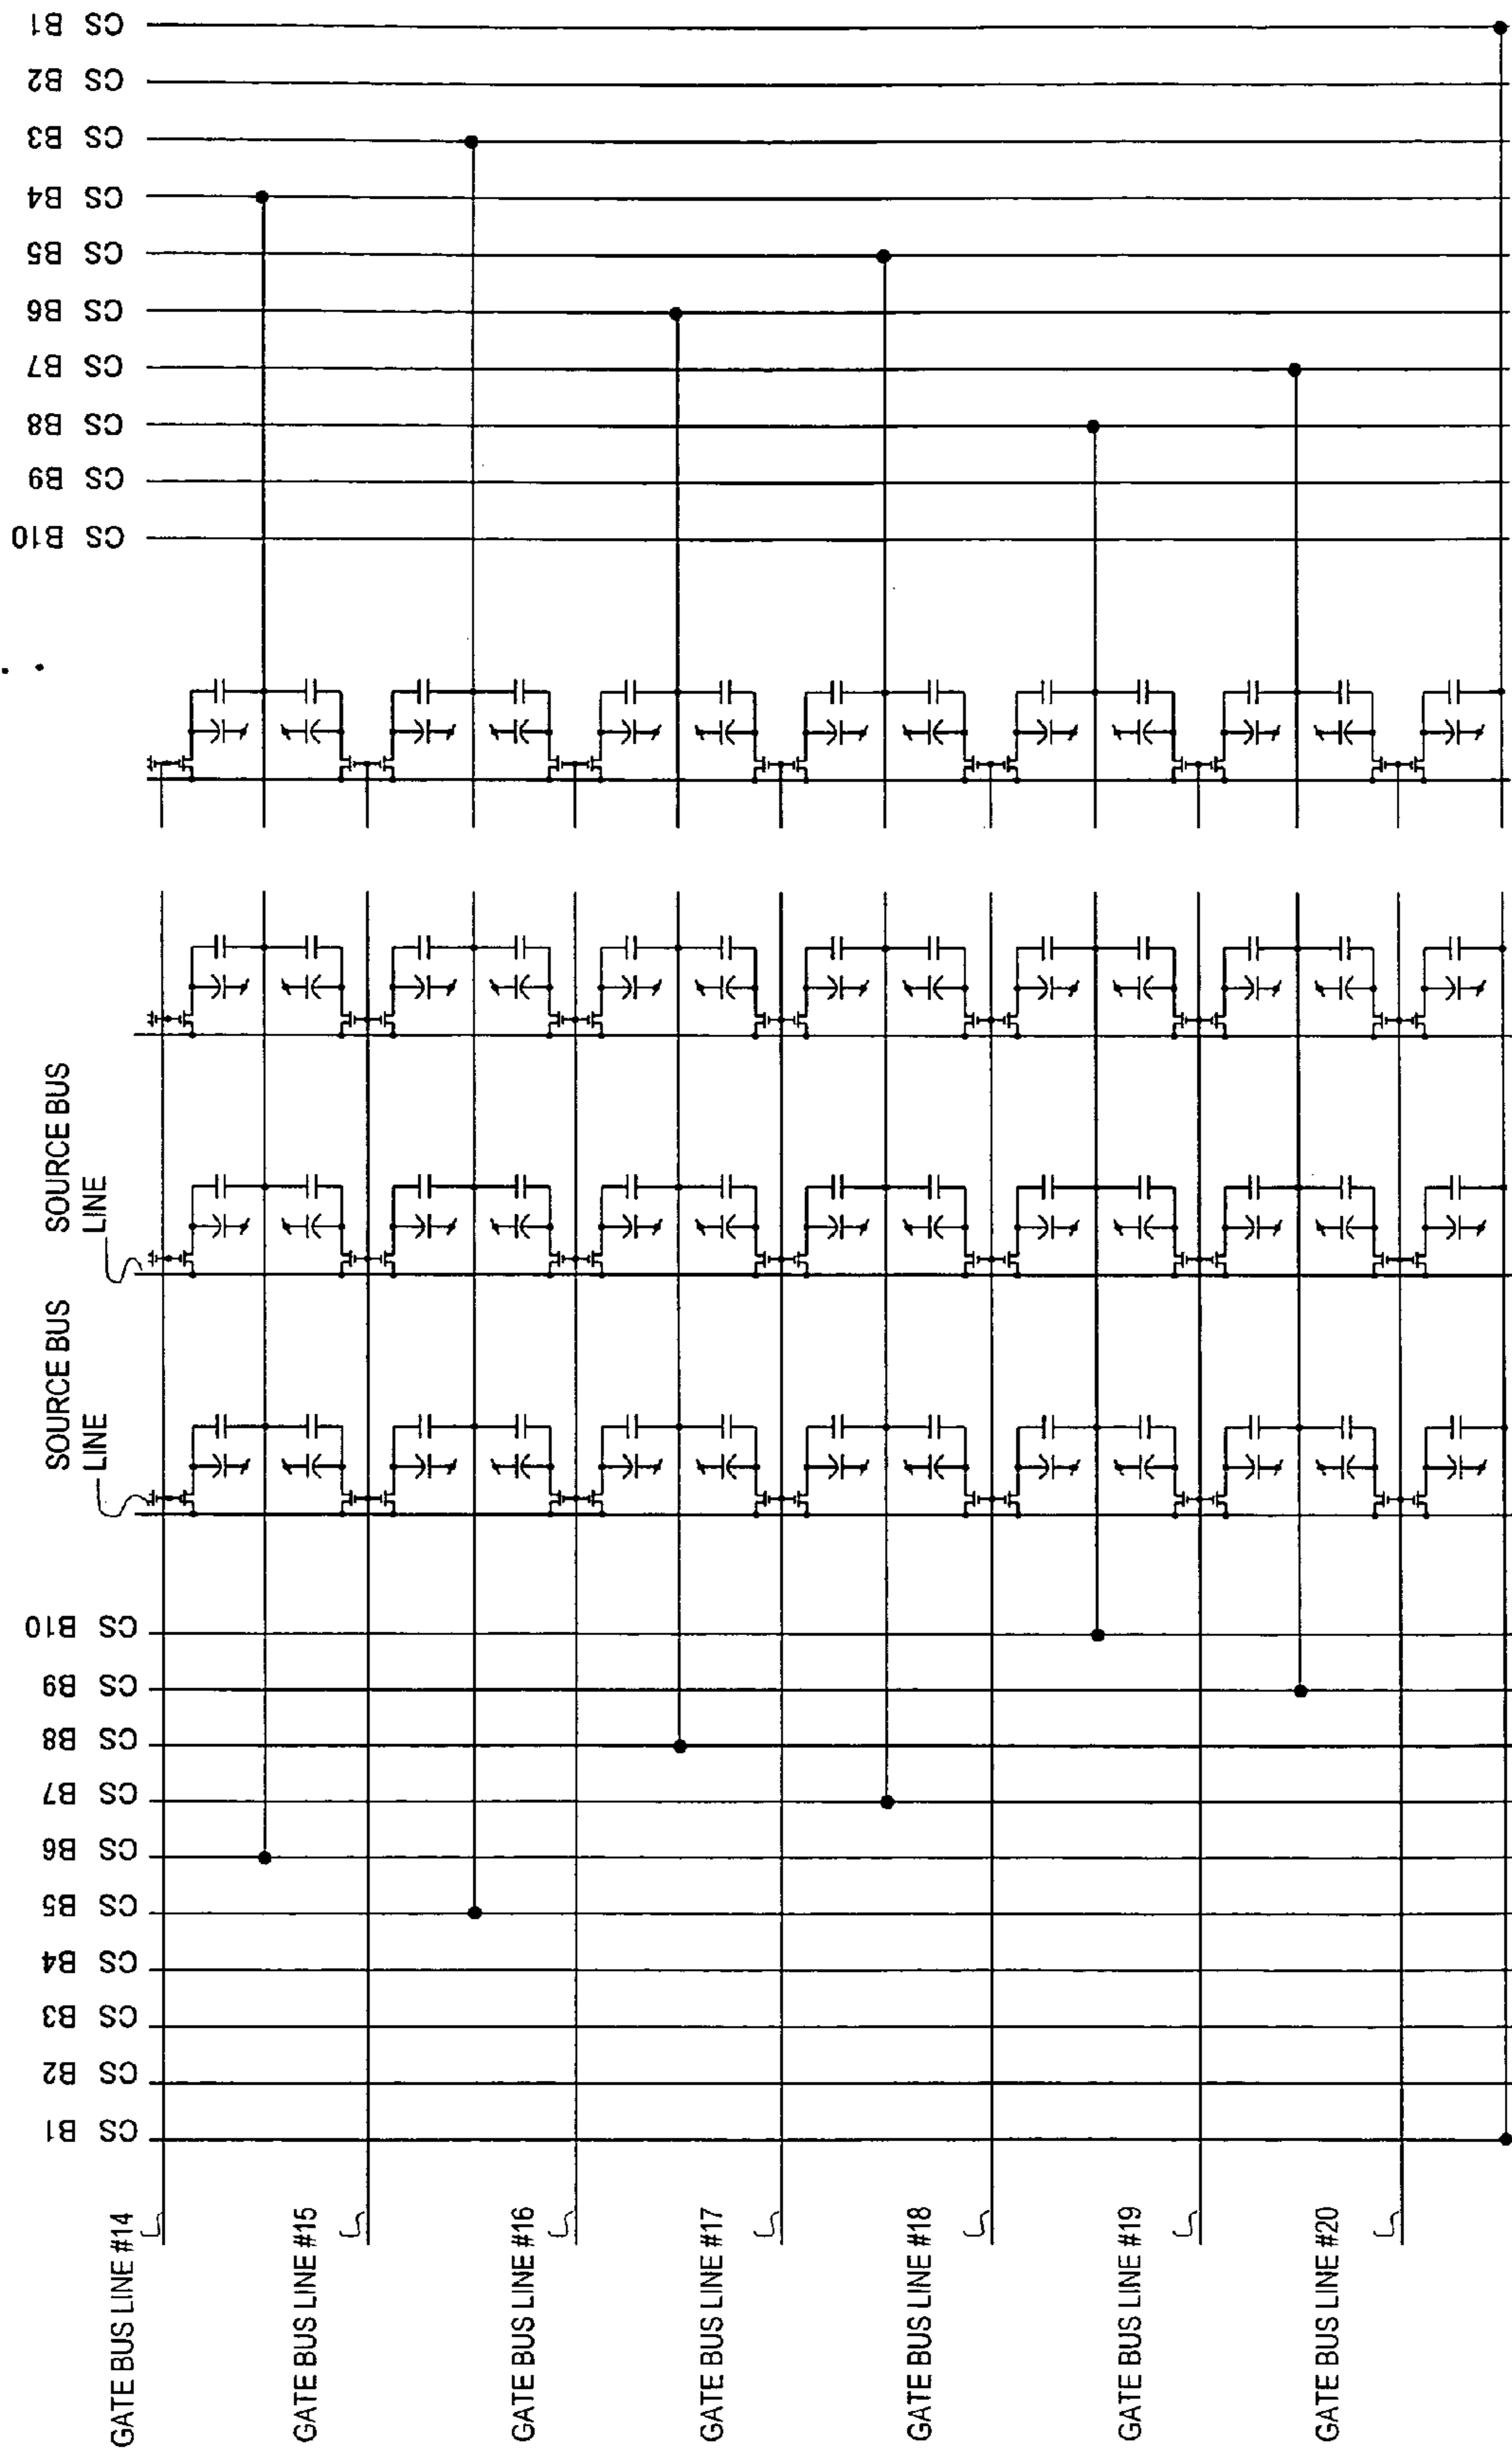 CS B1
CS B2
CS B3
CS B4
CS B5
CS B6
CS B7
CS B8
CS B9
CS B10
SOURCE BUS
LINE
SOURCE BUS
LINE
CS B10
CS B9
CS B8
CS B7
CS B6
CS B5
CS B4
CS B3
CS B2
CS B1
GATE BUS LINE #14
GATE BUS LINE #15
GATE BUS LINE #16
GATE BUS LINE #17
GATE BUS LINE #18
GATE BUS LINE #19
GATE BUS LINE #20